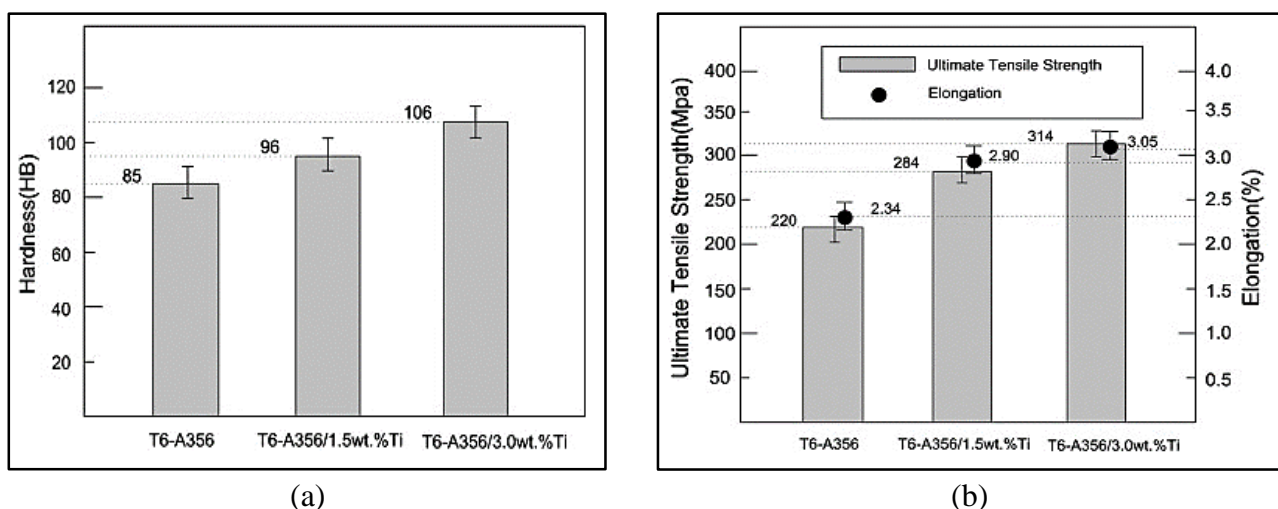 Hardness(HB)
120
100
80
60
40
20
85
96
106
T6-A356
T6-A356/1.5wt.%Ti
T6-A356/3.0wt.%Ti
(a)
Ultimate Tensile Strength(Mpa)
400
350
300
250
200
150
100
50
Ultimate Tensile Strength
Elongation
220
2.34
284
2.90
314
3.05
4.0
3.5
3.0
2.5
2.0
1.5
1.0
0.5
Elongation(%)
T6-A356
T6-A356/1.5wt.%Ti
T6-A356/3.0wt.%Ti
(b)